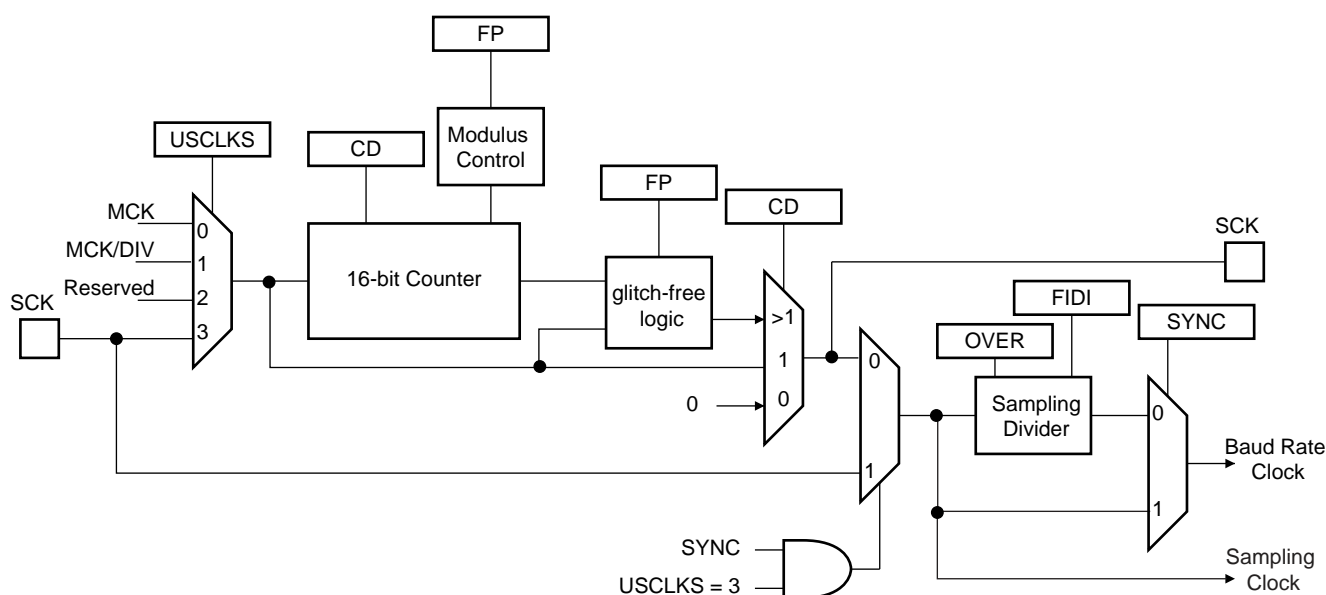 FP
USCLKS
CD
Modulus
Control
FP
CD
MCK
MCK/DIV
Reserved
SCK
0
1
2
3
16-bit Counter
glitch-free
logic
>1
1
0
0
SCK
FIDI
OVER
SYNC
0
1
Sampling
Divider
0
1
Baud Rate
Clock
SYNC
USCLKS = 3
Sampling
Clock